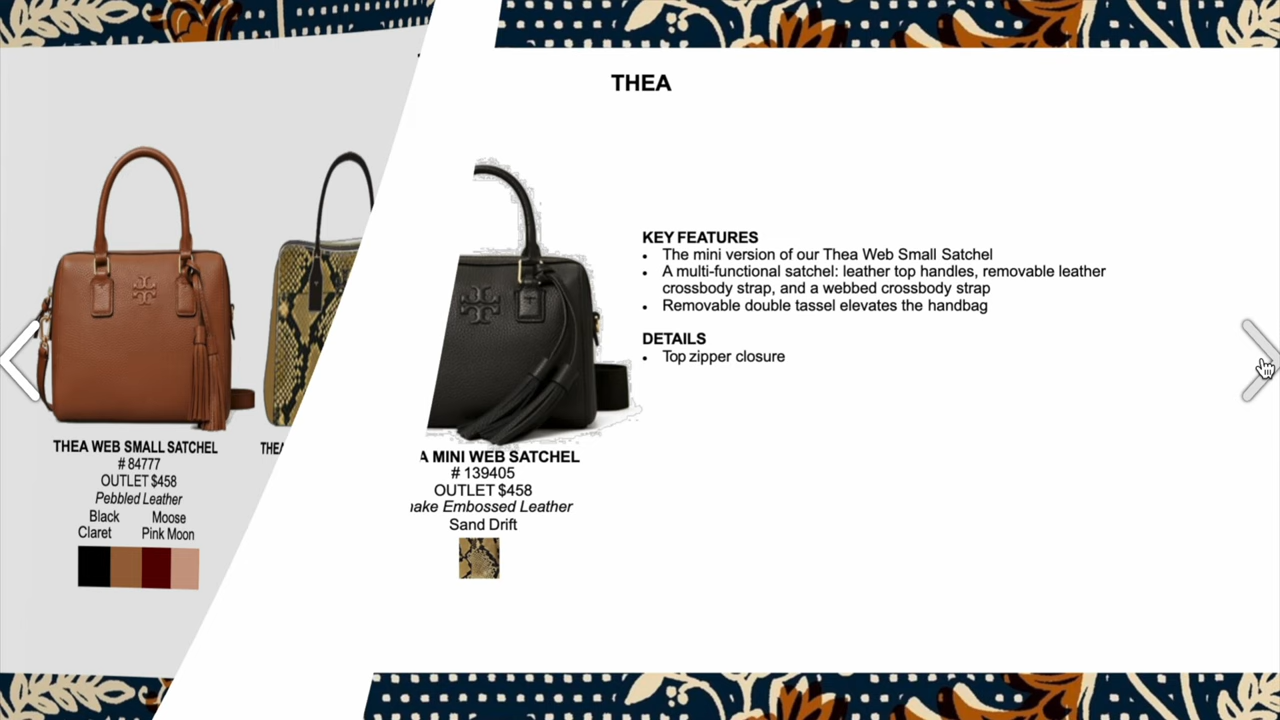 THEA
KEY FEATURES
• The mini version of our Thea Web Small Satchel
• A multi-functional satchel: leather top handles, removable leather
crossbody strap, and a webbed crossbody strap
• Removable double tassel elevates the handbag
DETAILS
• Top zipper closure
THEA WEB SMALL SATCHEL
# 84777
OUTLET $458
Pebbled Leather
Black Moose
Claret Pink Moon
THEA
A MINI WEB SATCHEL
# 139405
OUTLET $458
Embossed Leather
Sand Drift